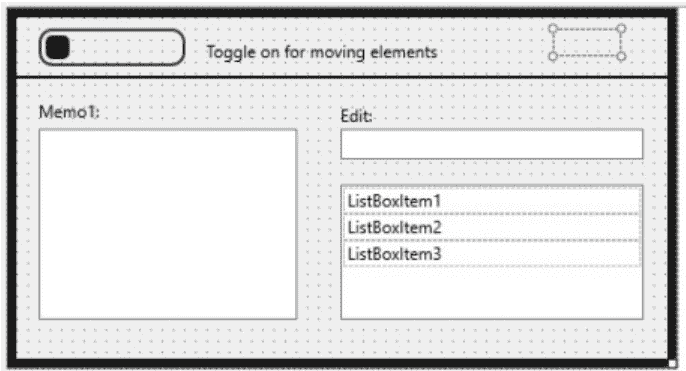 Toggle on for moving elements
Memo1:
Edit:
ListBoxItem1
ListBoxItem2
ListBoxItem3